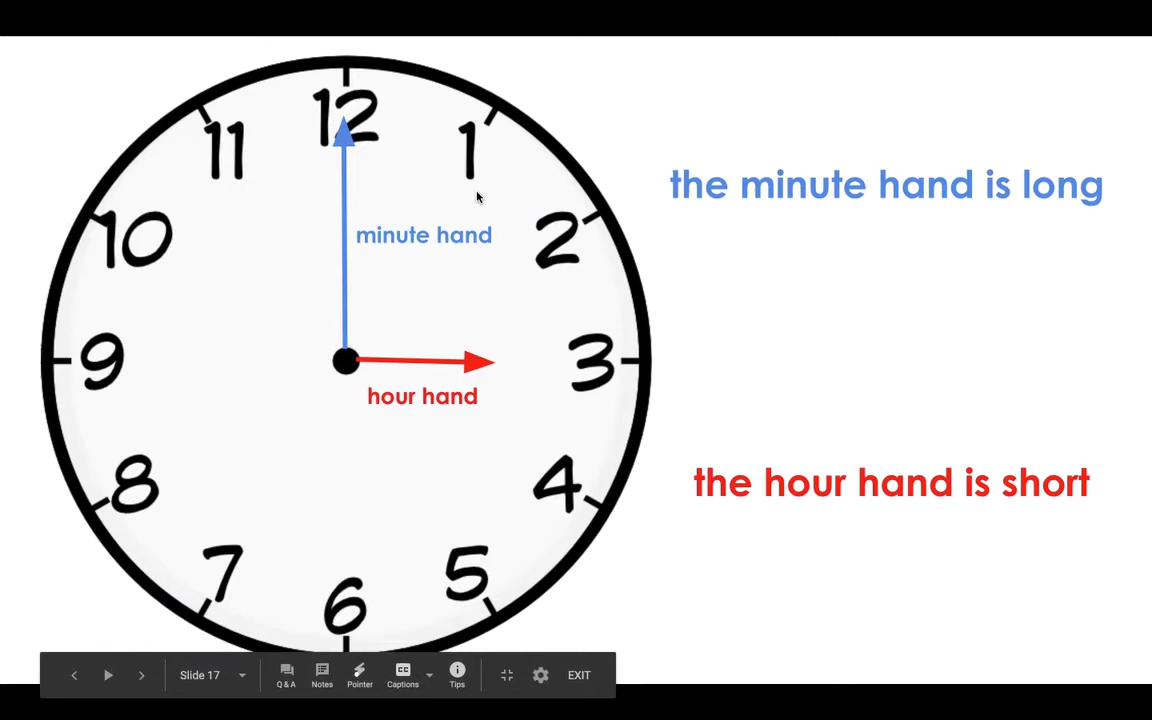 12
11
1
the minute hand is long
10
minute hand
2
9
3
hour hand
8
4
the hour hand is short
7
5
6
Slide 17
Q & A
Notes
Pointer
CC
Captions
Tips
EXIT